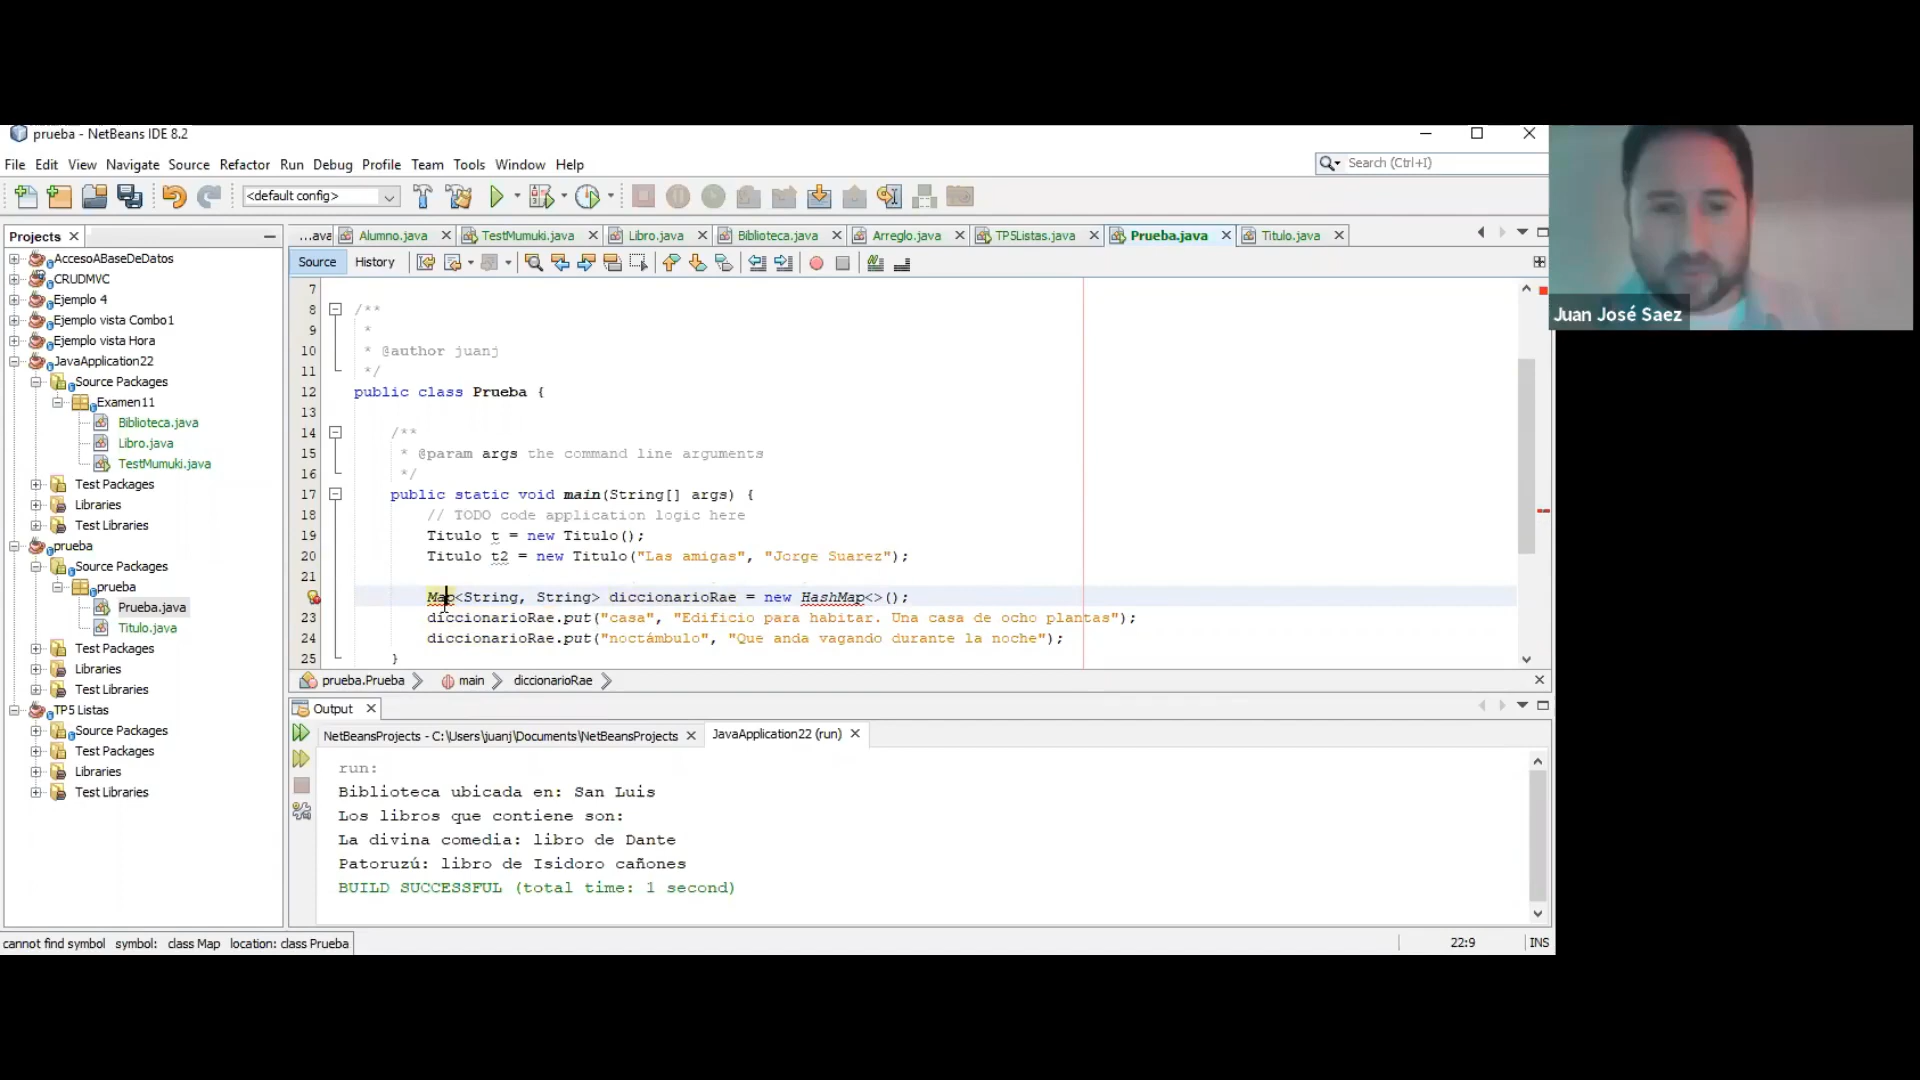 prueba - NetBeans IDE 8.2
File Edit View Navigate Source Refactor Run Debug Profile Team Tools Window Help
Search (Ctrl+I)
<default config>
Projects
...ava Alumno.java TestMumuki.java Libro.java Biblioteca.java Arreglo.java TP5Listas.java Prueba.java Titulo.java
Source History
AccesoABaseDeDatos
CRUDMVC
Ejemplo 4
Ejemplo vista Combo1
Ejemplo vista Hora
JavaApplication22
Source Packages
Examen11
Biblioteca.java
Libro.java
TestMumuki.java
Test Packages
Libraries
Test Libraries
prueba
Source Packages
prueba
Prueba.java
Titulo.java
Test Packages
Libraries
Test Libraries
TP5 Listas
Source Packages
Test Packages
Libraries
Test Libraries
7
8 /**
9 *
10 * @author juanj
11 */
12 public class Prueba {
13
14 /**
15 * @param args the command line arguments
16 */
17 public static void main(String[] args) {
18 // TODO code application logic here
19 Titulo t = new Titulo();
20 Titulo t2 = new Titulo("Las amigas", "Jorge Suarez");
21
Map<String, String> diccionarioRae = new HashMap<>();
23 diccionarioRae.put("casa", "Edificio para habitar. Una casa de ocho plantas");
24 diccionarioRae.put("noctámbulo", "Que anda vagando durante la noche");
25 }
prueba.Prueba main diccionarioRae
Output
NetBeansProjects - C:\Users\juanj\Documents\NetBeansProjects JavaApplication22 (run)
run:
Biblioteca ubicada en: San Luis
Los libros que contiene son:
La divina comedia: libro de Dante
Patoruzú: libro de Isidoro cañones
BUILD SUCCESSFUL (total time: 1 second)
cannot find symbol symbol: class Map location: class Prueba
22:9 INS
Juan José Saez